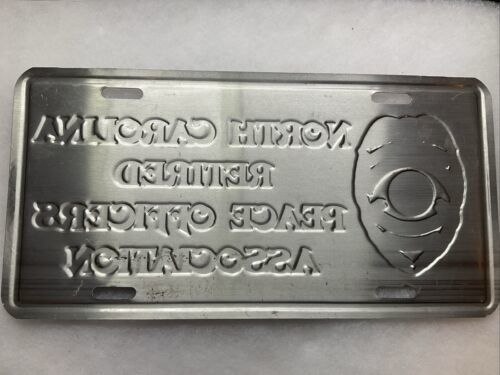 NORTH CAROLINA
RETIRED
PEACE OFFICERS
ASSOCIATION